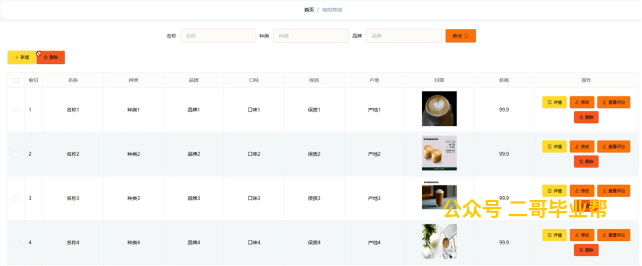 首页 / 咖啡商城
名称 名称 种类 种类 品牌 品牌 查询
+ 新增 删除
索引 名称 种类 品牌 口味 保质 产地 封面 价格 操作
1 名称1 种类1 品牌1 口味1 保质1 产地1 99.9 详情 修改 查看评论
删除
2 名称2 种类2 品牌2 口味2 保质2 产地2 99.9 详情 修改 查看评论
删除
3 名称3 种类3 品牌3 口味3 保质3 产地3 99.9 详情 修改 查看评论
公众号 二哥毕业帮
4 名称4 种类4 品牌4 口味4 保质4 产地4 99.9 详情 修改 查看评论
删除